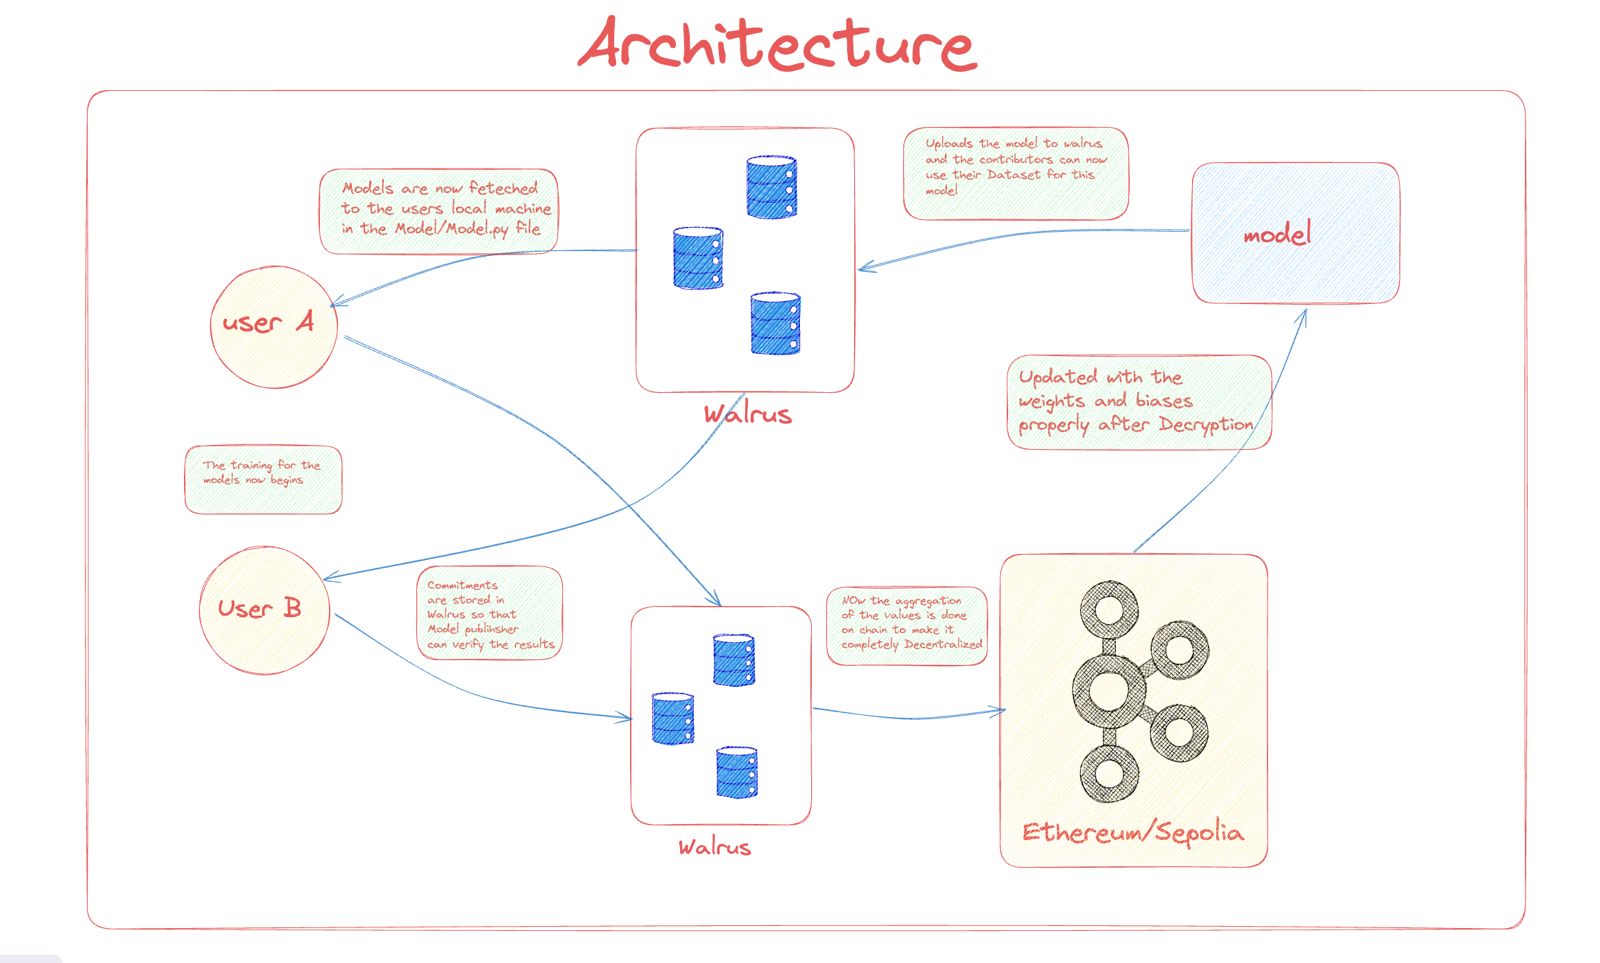 Architecture
Models are now feteched
to the users local machine
in the Model/Model.py file
Uploads the model to walrus
and the contributors can now
use their Dataset for this
model
model
user A
Walrus
Updated with the
weights and biases
properly after Decryption
The training for the
models now begins
User B
Commitments
are stored in
Walrus so that
Model publihsher
can verify the results
NOw the aggregation
of the values is done
on chain to make it
completely Decentralized
Ethereum/Sepolia
Walrus